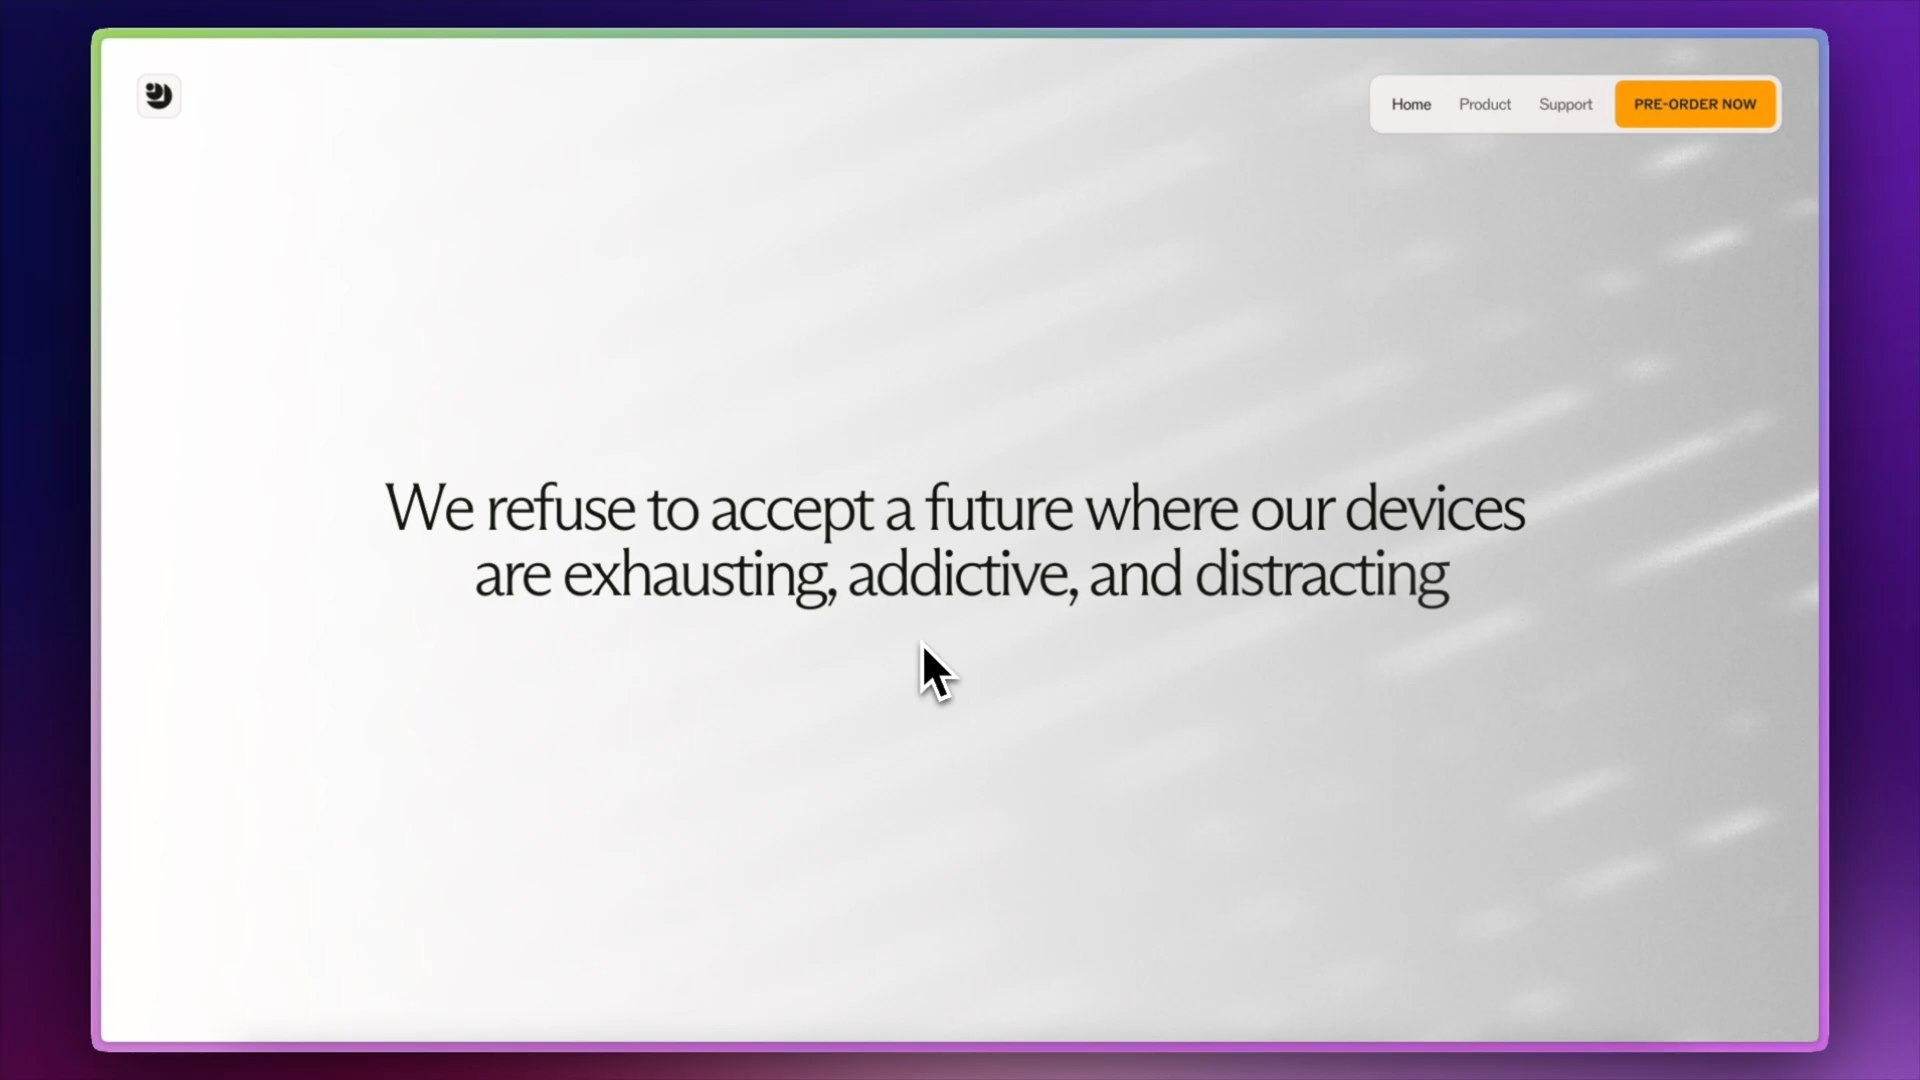 Home
Product
Support
PRE-ORDER NOW
We refuse to accept a future where our devices
are exhausting, addictive, and distracting